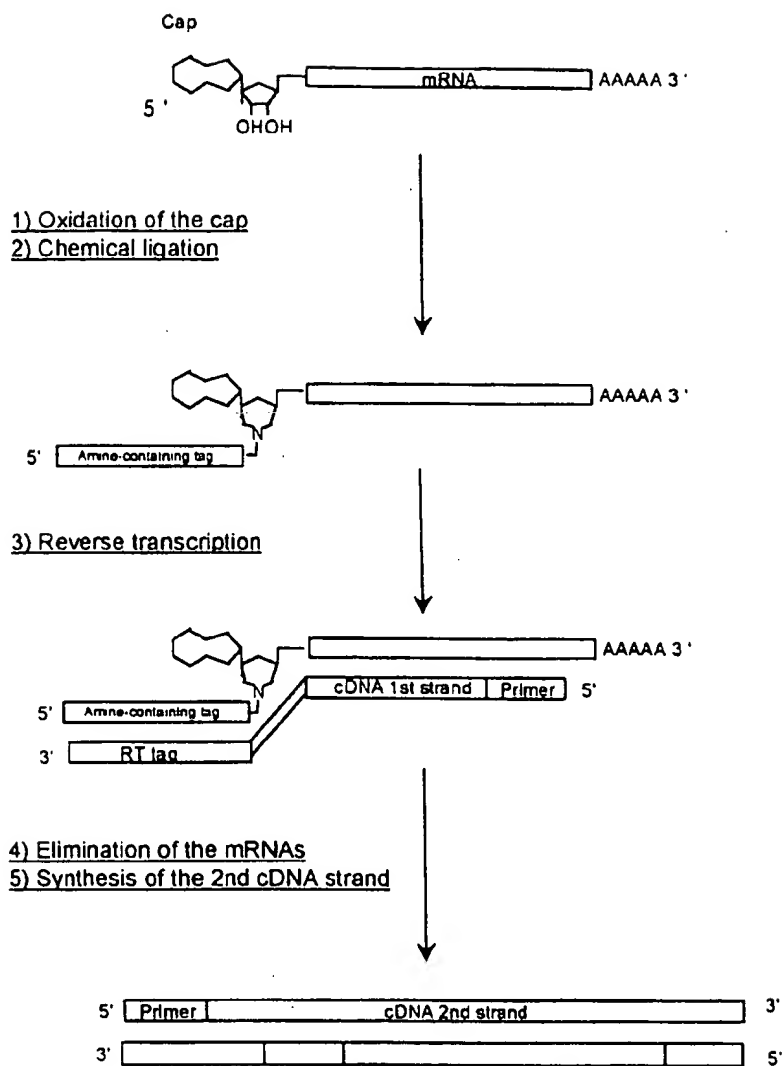 Cap
mRNA AAAAA 3 '
5 '
OHOH
1) Oxidation of the cap
2) Chemical ligation
AAAAA 3 '
N
5' Amine-containing tag
3) Reverse transcription
AAAAA 3 '
cDNA 1st strand Primer 5'
N
5' Amine-containing tag
3' RT tag
4) Elimination of the mRNAs
5) Synthesis of the 2nd cDNA strand
5' Primer cDNA 2nd strand 3'
3' 5'